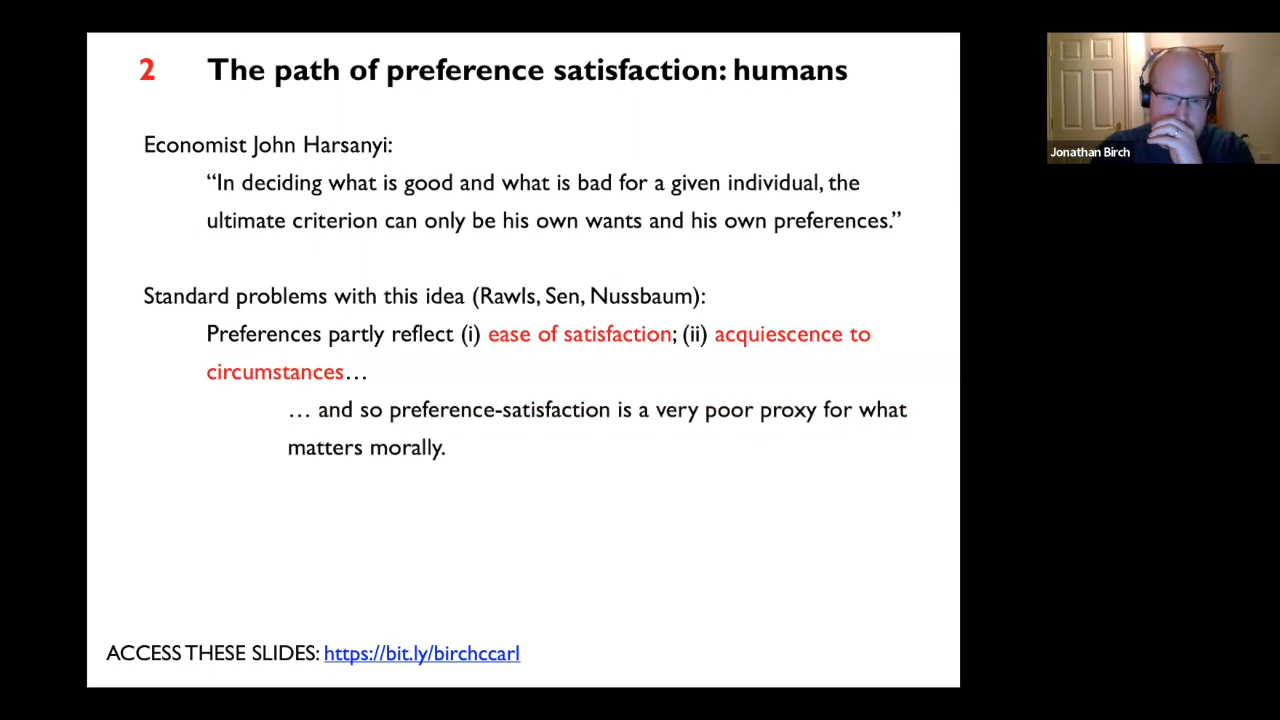 2 The path of preference satisfaction: humans
Economist John Harsanyi:
“In deciding what is good and what is bad for a given individual, the
ultimate criterion can only be his own wants and his own preferences.”
Standard problems with this idea (Rawls, Sen, Nussbaum):
Preferences partly reflect (i) ease of satisfaction; (ii) acquiescence to
circumstances…
… and so preference-satisfaction is a very poor proxy for what
matters morally.
ACCESS THESE SLIDES: https://bit.ly/birchccarl
Jonathan Birch